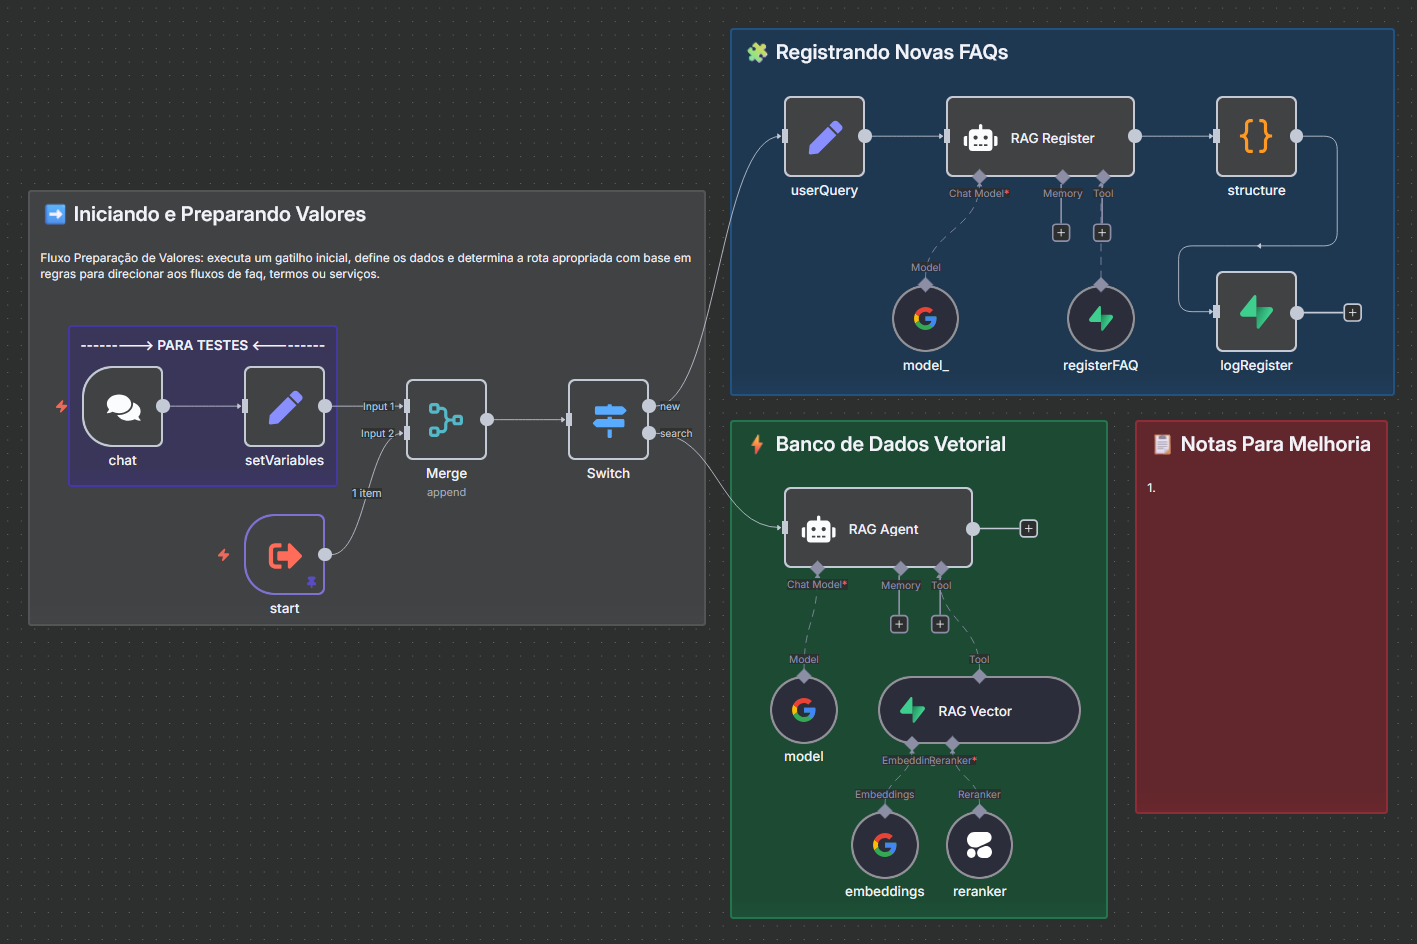 Iniciando e Preparando Valores
Fluxo Preparação de Valores: executa um gatilho inicial, define os dados e determina a rota apropriada com base em
regras para direcionar aos fluxos de faq, termos ou serviços.
---------> PARA TESTES <---------
chat
setVariables
Input 1
Input 2
1 item
start
Merge
append
Switch
new
search
Registrando Novas FAQs
userQuery
RAG Register
Chat Model*
Memory
Tool
structure
Model
model_
registerFAQ
logRegister
Banco de Dados Vetorial
RAG Agent
Chat Model*
Memory
Tool
Model
Tool
model
RAG Vector
Embedding
Reranker*
Embeddings
Reranker
embeddings
reranker
Notas Para Melhoria
1.